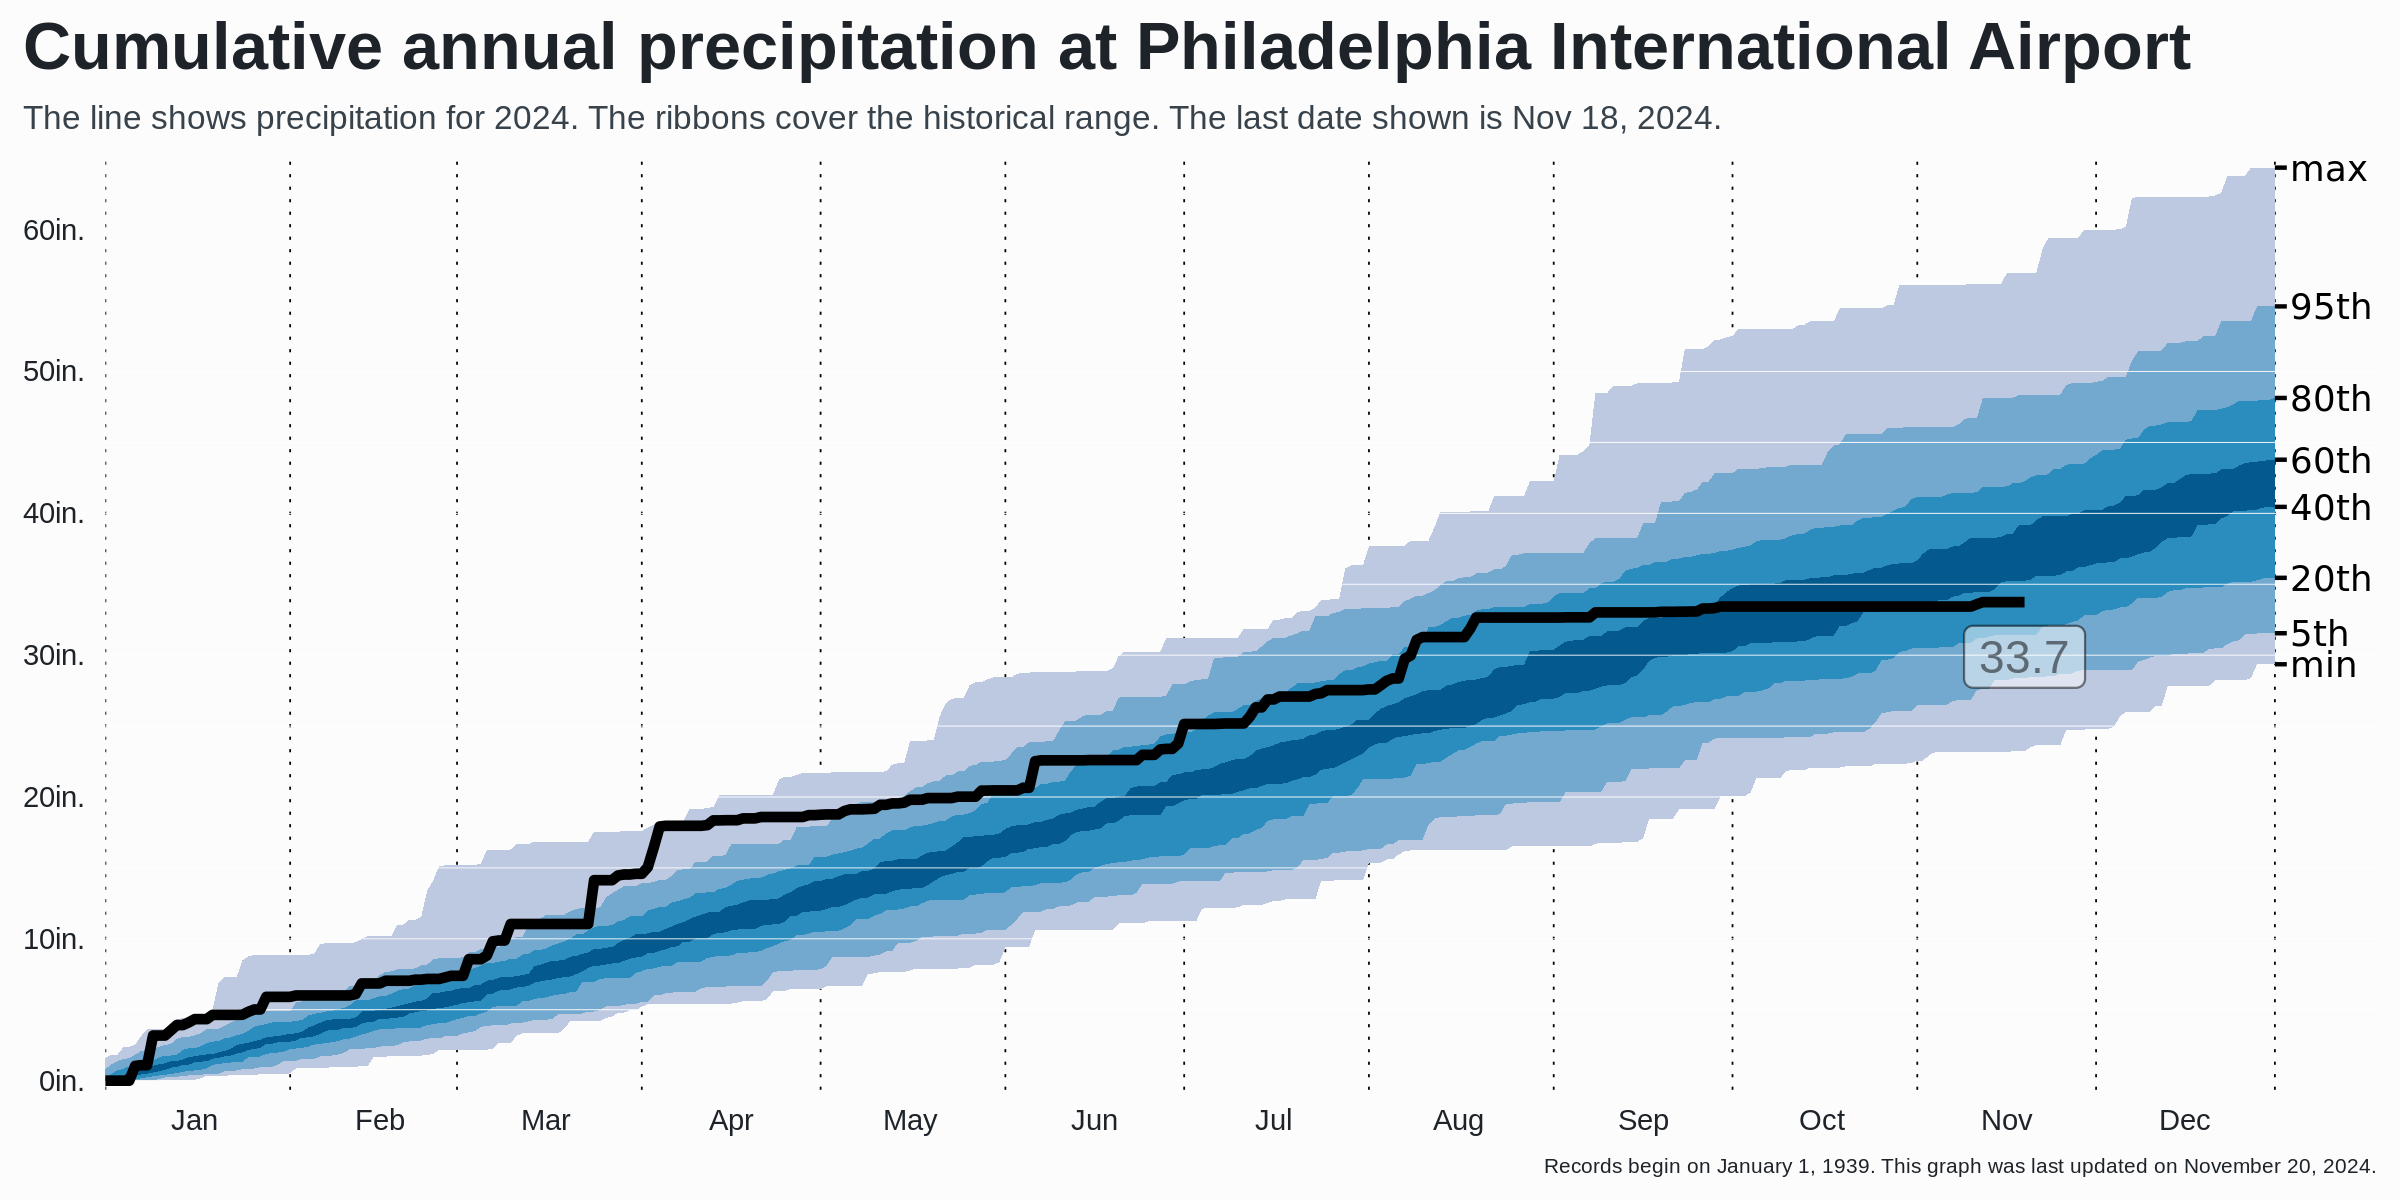 Cumulative annual precipitation at Philadelphia International Airport
The line shows precipitation for 2024. The ribbons cover the historical range. The last date shown is Nov 18, 2024.
max
60in.
95th
50in.
80th
60th
40in.
40th
20th
5th
30in.
33.7
min
20in.
10in.
0in.
Jan Feb Mar Apr May Jun Jul Aug Sep Oct Nov Dec
Records begin on January 1, 1939. This graph was last updated on November 20, 2024.